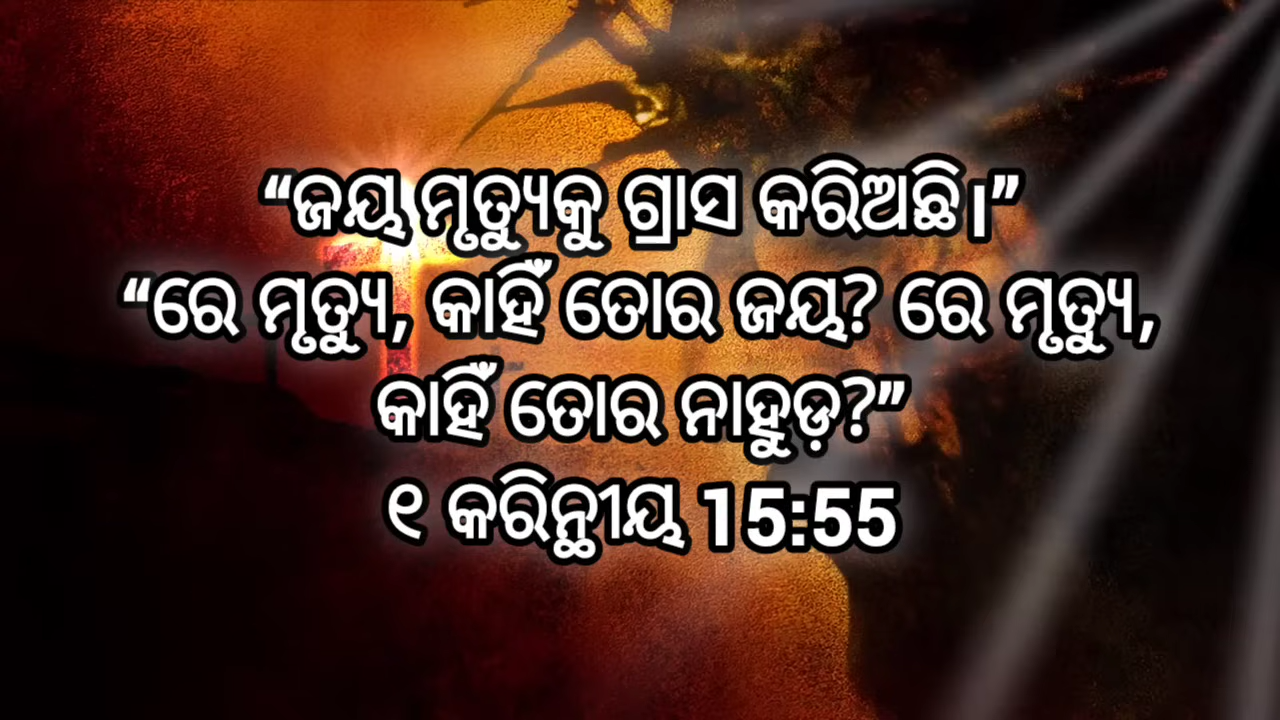 “ଜୟ ମୃତ୍ୟୁକୁ ଗ୍ରାସ କରିଅଛି।”
“ରେ ମୃତ୍ୟୁ, କାହିଁ ତୋର ଜୟ? ରେ ମୃତ୍ୟୁ,
କାହିଁ ତୋର ନାହୁଡ଼?”
୧ କରିନ୍ଥୀୟ 15:55